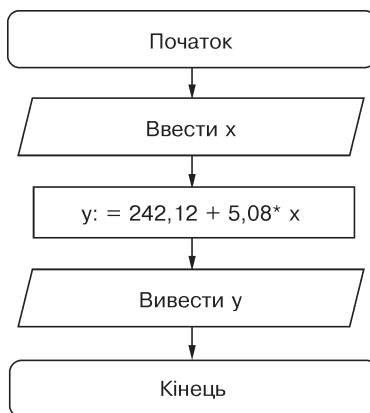 Початок
Ввести x
y: = 242,12 + 5,08* x
Вивести y
Кінець